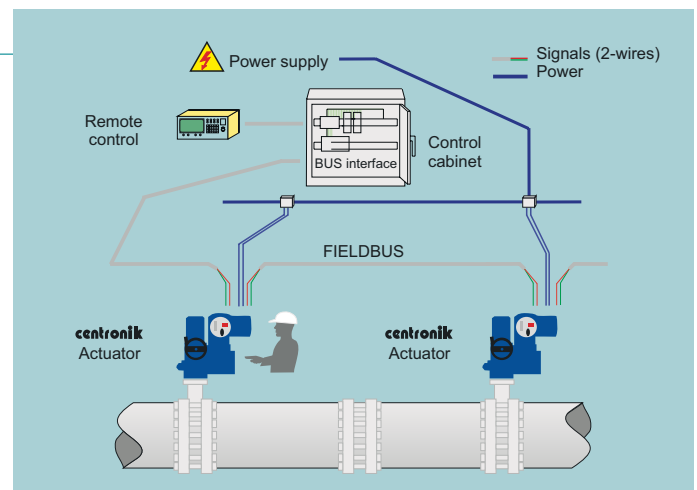 Power supply
Signals (2-wires)
Power
Remote
control
BUS interface
Control
cabinet
FIELDBUS
centronik
Actuator
centronik
Actuator